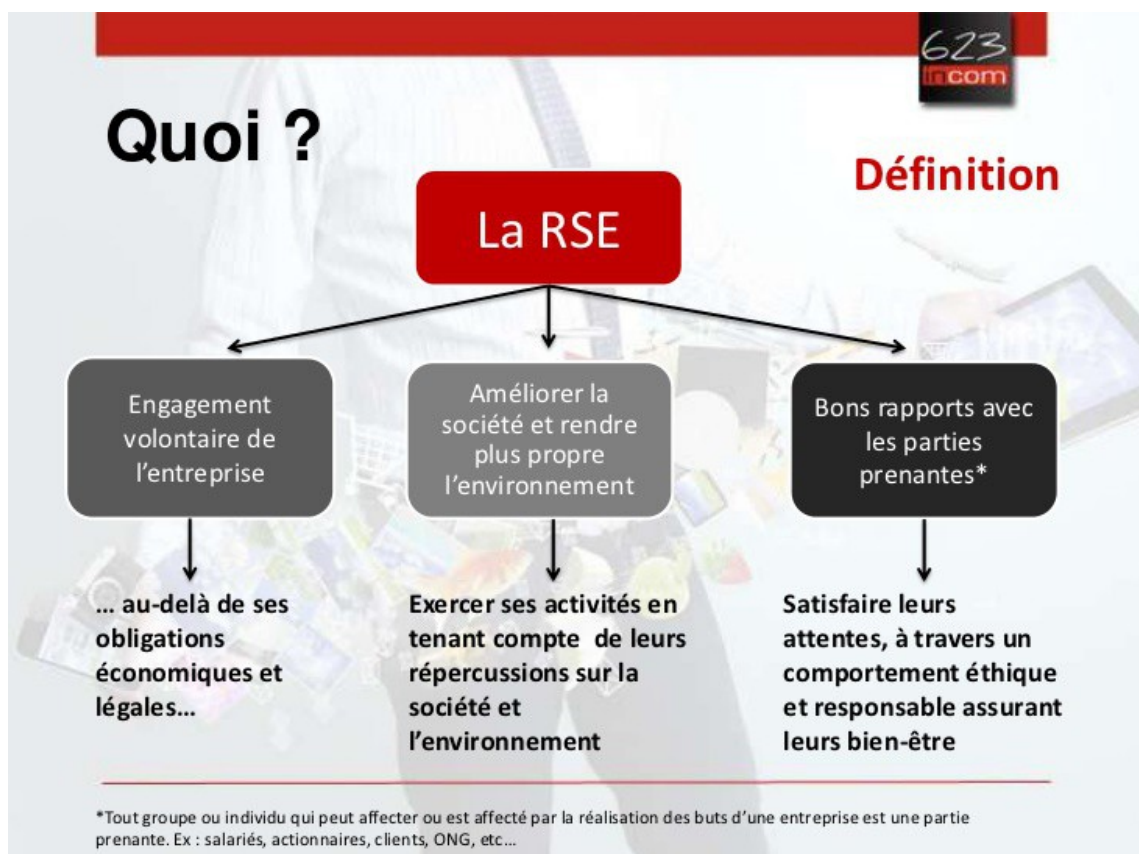 623
incom
Quoi ?
Définition
La RSE
Engagement
volontaire de
l'entreprise
Améliorer la
société et rendre
plus propre
l'environnement
Bons rapports avec
les parties
prenantes*
… au-delà de ses
obligations
économiques et
légales…
Exercer ses activités en
tenant compte de leurs
répercussions sur la
société et
l'environnement
Satisfaire leurs
attentes, à travers un
comportement éthique
et responsable assurant
leurs bien-être
*Tout groupe ou individu qui peut affecter ou est affecté par la réalisation des buts d'une entreprise est une partie
prenante. Ex : salariés, actionnaires, clients, ONG, etc…